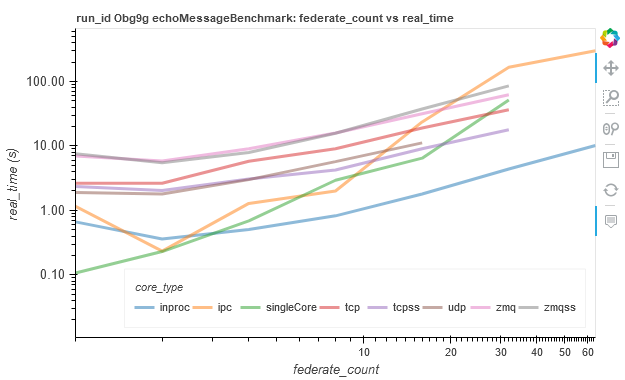 run_id Obg9g echoMessageBenchmark: federate_count vs real_time
real_time (s)
100.00
10.00
1.00
0.10
core_type
inproc ipc singleCore tcp tcpss udp zmq zmqss
10 20 30 40 50 60
federate_count